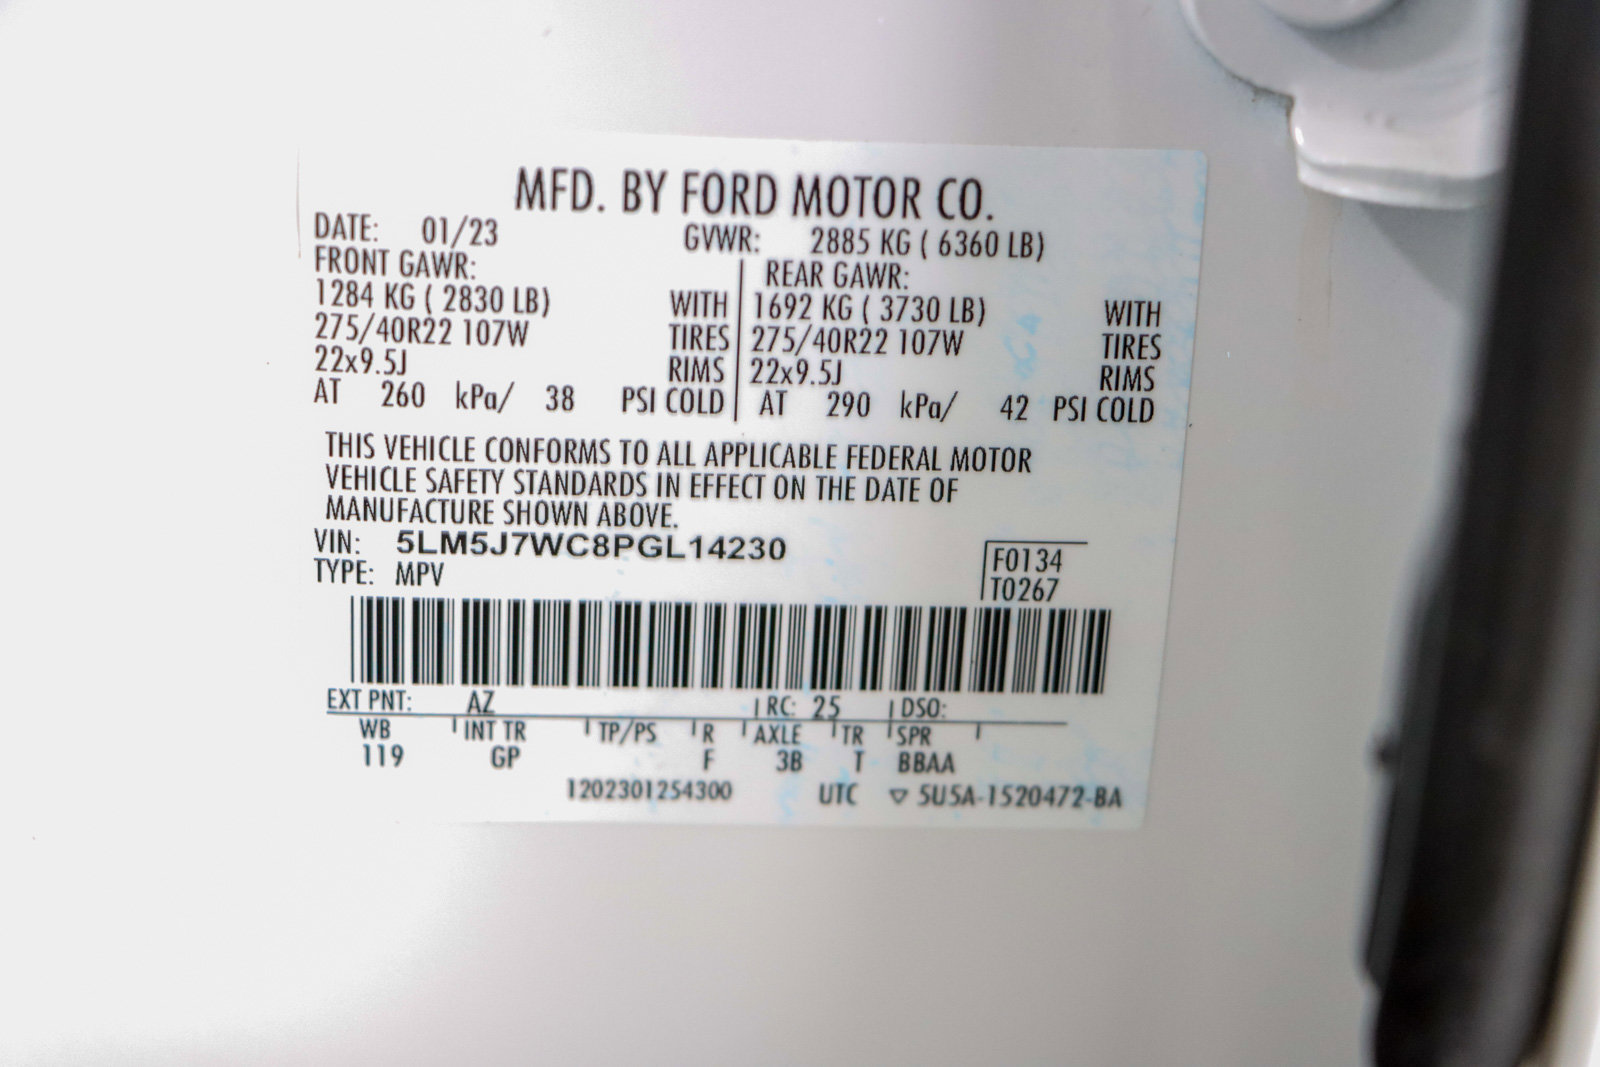 MFD. BY FORD MOTOR CO.
DATE: 01/23 GVWR: 2885 KG ( 6360 LB)
FRONT GAWR: REAR GAWR:
1284 KG ( 2830 LB) WITH 1692 KG ( 3730 LB) WITH
275/40R22 107W TIRES 275/40R22 107W TIRES
22x9.5J RIMS 22x9.5J RIMS
AT 260 kPa/ 38 PSI COLD AT 290 kPa/ 42 PSI COLD
THIS VEHICLE CONFORMS TO ALL APPLICABLE FEDERAL MOTOR
VEHICLE SAFETY STANDARDS IN EFFECT ON THE DATE OF
MANUFACTURE SHOWN ABOVE.
VIN: 5LM5J7WC8PGL14230 F0134
TYPE: MPV T0267
EXT PNT: AZ RC: 25 DSO:
WB INT TR TP/PS R AXLE TR SPR
119 GP F 3B T BBAA
1202301254300 UTC ▽ 5U5A-1520472-BA